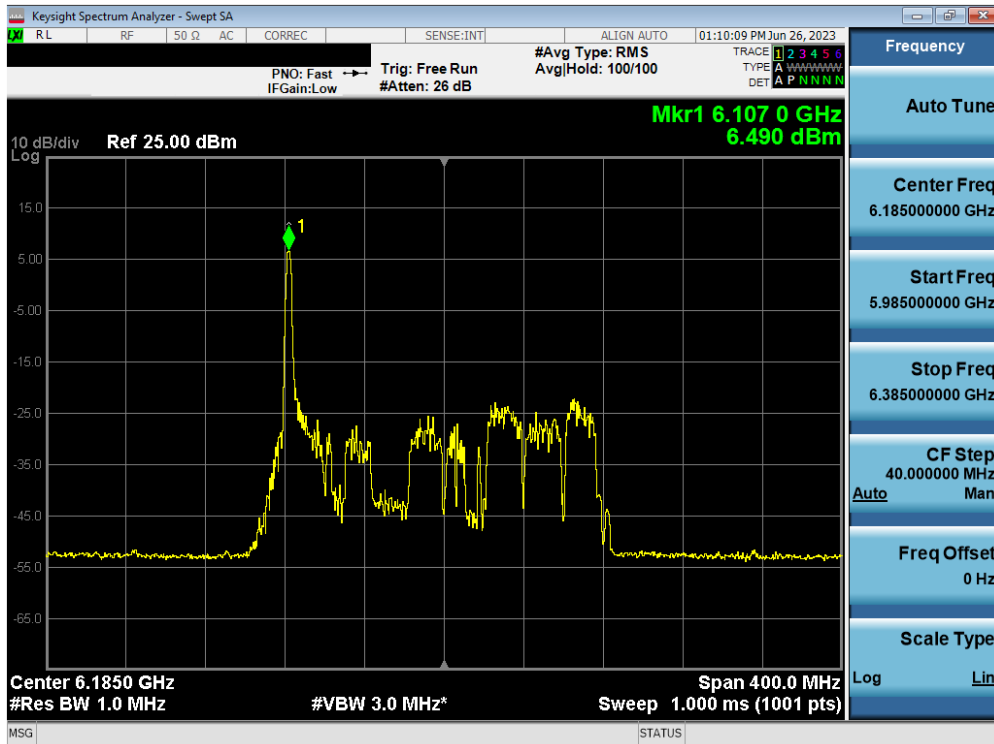 Keysight Spectrum Analyzer - Swept SA
LXI RL RF 50 Ω AC CORREC SENSE:INT ALIGN AUTO 01:10:09 PM Jun 26, 2023
PNO: Fast
IFGain:Low
Trig: Free Run
#Atten: 26 dB
#Avg Type: RMS
Avg|Hold: 100/100
TRACE 1 2 3 4 5 6
TYPE A WWWWW
DET A P N N N N
Mkr1 6.107 0 GHz
6.490 dBm
10 dB/div Ref 25.00 dBm
Log
15.0
1
5.00
-5.00
-15.0
-25.0
-35.0
-45.0
-55.0
-65.0
Center 6.1850 GHz Span 400.0 MHz
#Res BW 1.0 MHz #VBW 3.0 MHz* Sweep 1.000 ms (1001 pts)
MSG STATUS
Frequency
Auto Tune
Center Freq
6.185000000 GHz
Start Freq
5.985000000 GHz
Stop Freq
6.385000000 GHz
CF Step
40.000000 MHz
Auto Man
Freq Offset
0 Hz
Scale Type
Log Lin